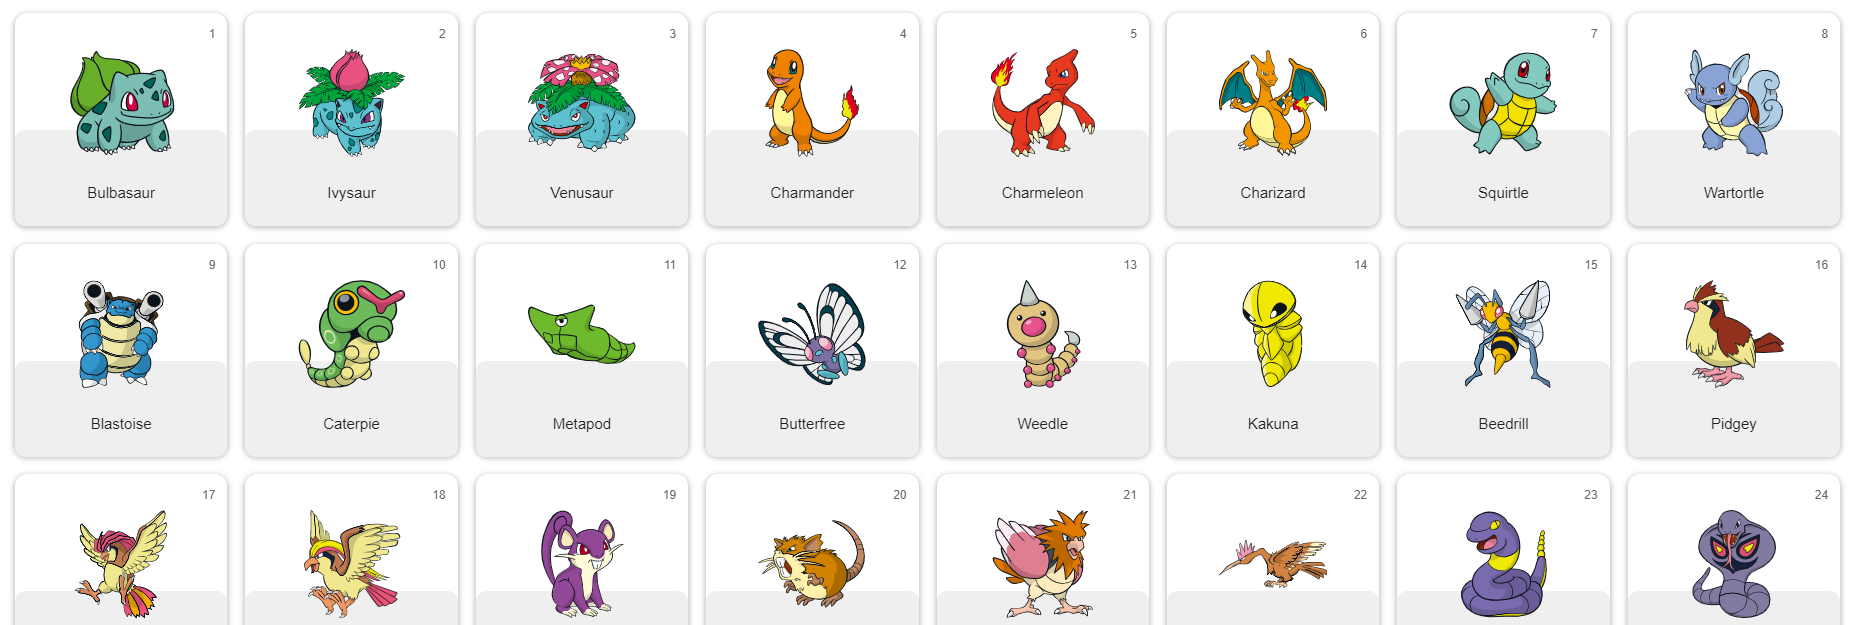 1 2 3 4 5 6 7 8
Bulbasaur Ivysaur Venusaur Charmander Charmeleon Charizard Squirtle Wartortle
9 10 11 12 13 14 15 16
Blastoise Caterpie Metapod Butterfree Weedle Kakuna Beedrill Pidgey
17 18 19 20 21 22 23 24